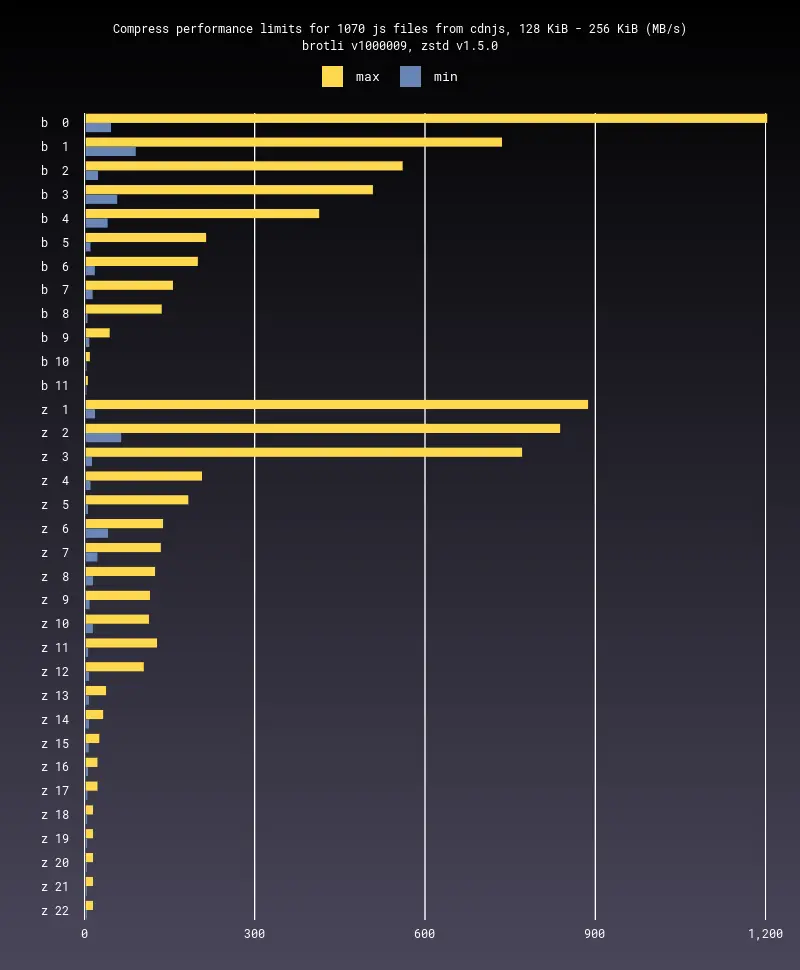 Compress performance limits for 1070 js files from cdnjs, 128 KiB - 256 KiB (MB/s)
brotli v1000009, zstd v1.5.0
max min
b 0
b 1
b 2
b 3
b 4
b 5
b 6
b 7
b 8
b 9
b 10
b 11
z 1
z 2
z 3
z 4
z 5
z 6
z 7
z 8
z 9
z 10
z 11
z 12
z 13
z 14
z 15
z 16
z 17
z 18
z 19
z 20
z 21
z 22
0 300 600 900 1,200